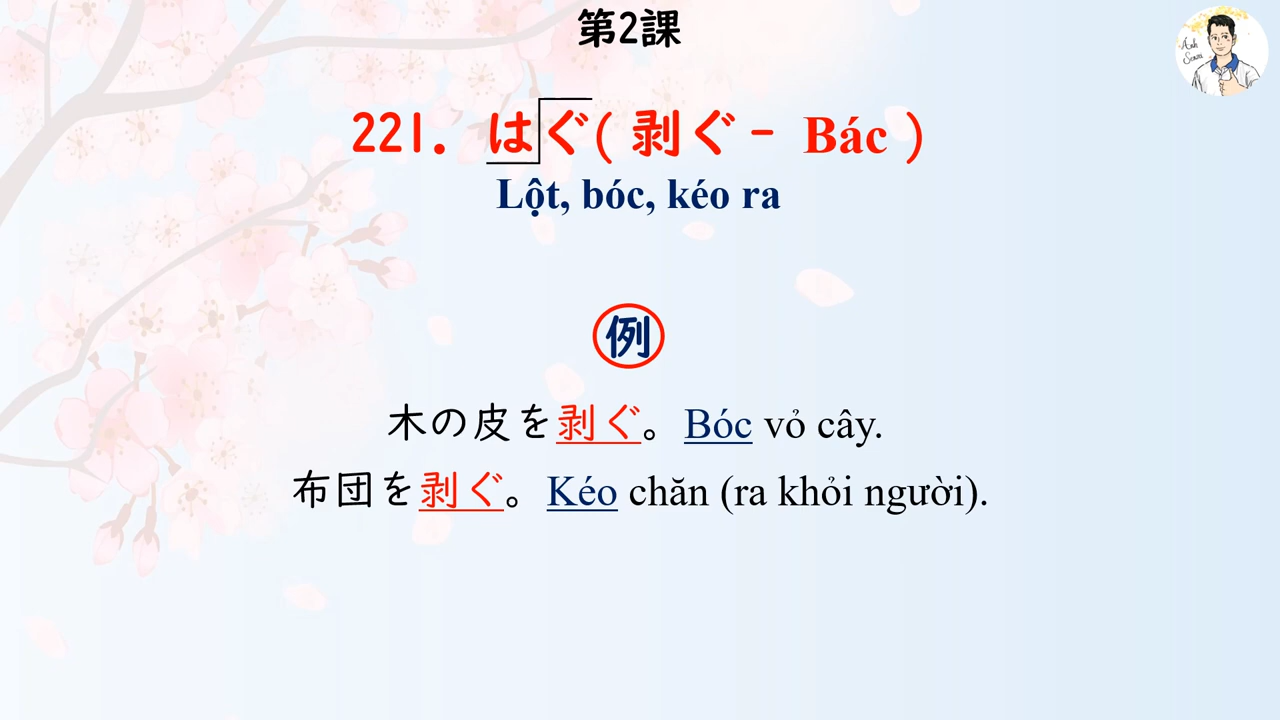 第2課
221. はぐ( 剥ぐ - Bác )
Lột, bóc, kéo ra
例
木の皮を剥ぐ。Bóc vỏ cây.
布団を剥ぐ。Kéo chăn (ra khỏi người).